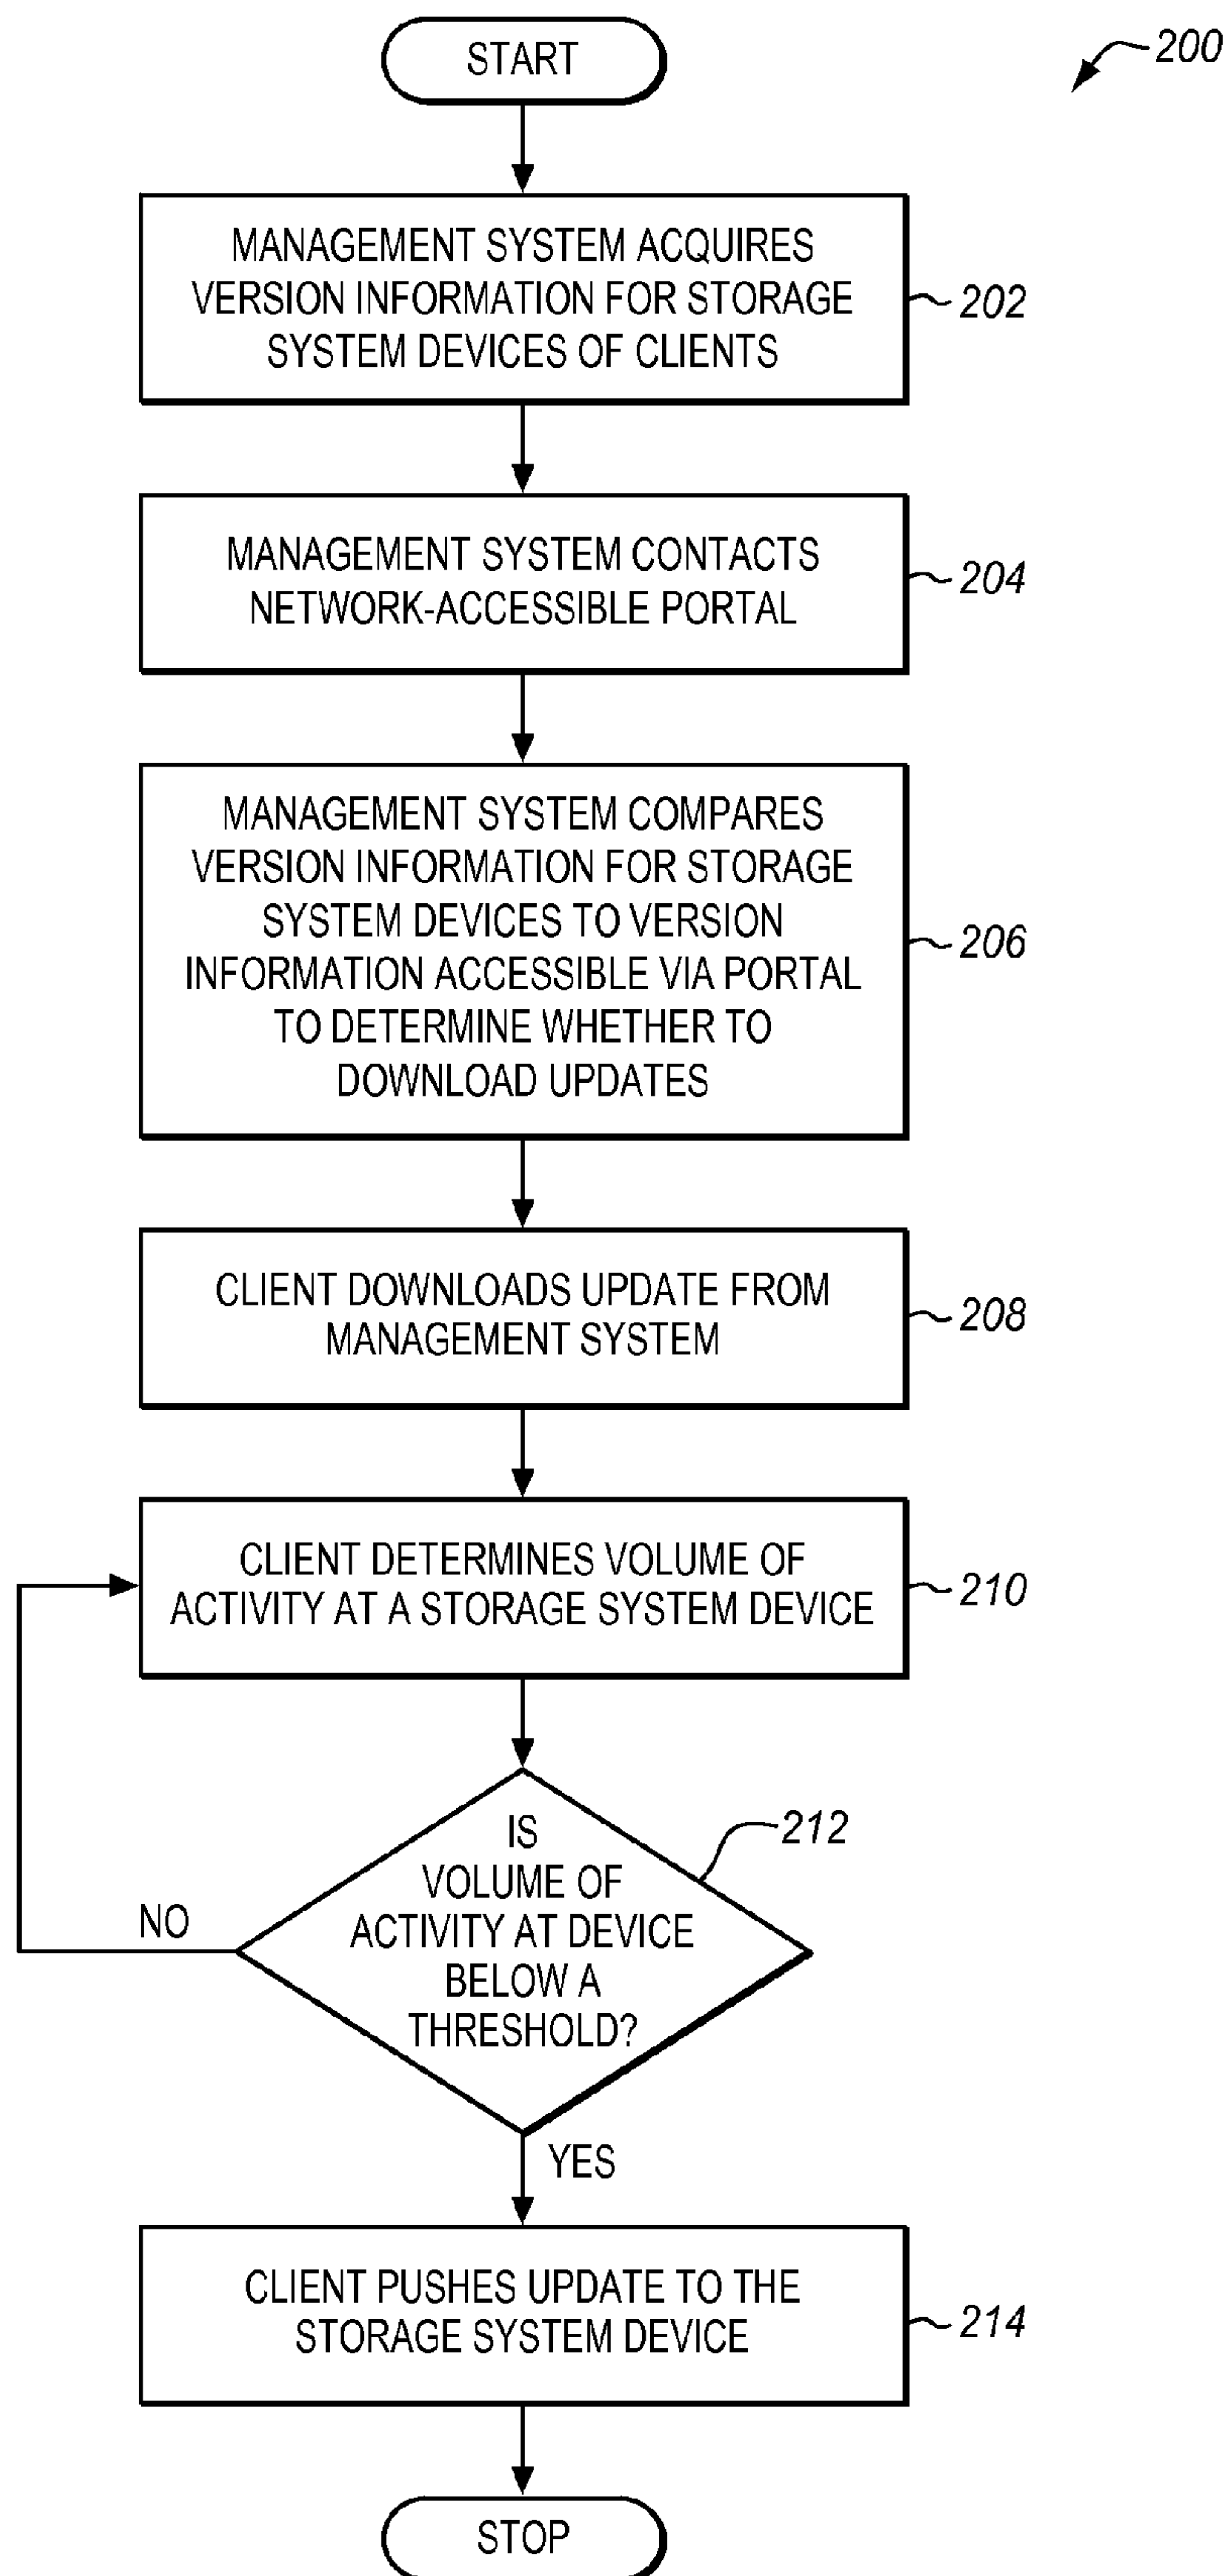 START
200
MANAGEMENT SYSTEM ACQUIRES
VERSION INFORMATION FOR STORAGE
SYSTEM DEVICES OF CLIENTS
202
MANAGEMENT SYSTEM CONTACTS
NETWORK-ACCESSIBLE PORTAL
204
MANAGEMENT SYSTEM COMPARES
VERSION INFORMATION FOR STORAGE
SYSTEM DEVICES TO VERSION
INFORMATION ACCESSIBLE VIA PORTAL
TO DETERMINE WHETHER TO
DOWNLOAD UPDATES
206
CLIENT DOWNLOADS UPDATE FROM
MANAGEMENT SYSTEM
208
CLIENT DETERMINES VOLUME OF
ACTIVITY AT A STORAGE SYSTEM DEVICE
210
IS
VOLUME OF
ACTIVITY AT DEVICE
BELOW A
THRESHOLD?
212
NO
YES
CLIENT PUSHES UPDATE TO THE
STORAGE SYSTEM DEVICE
214
STOP